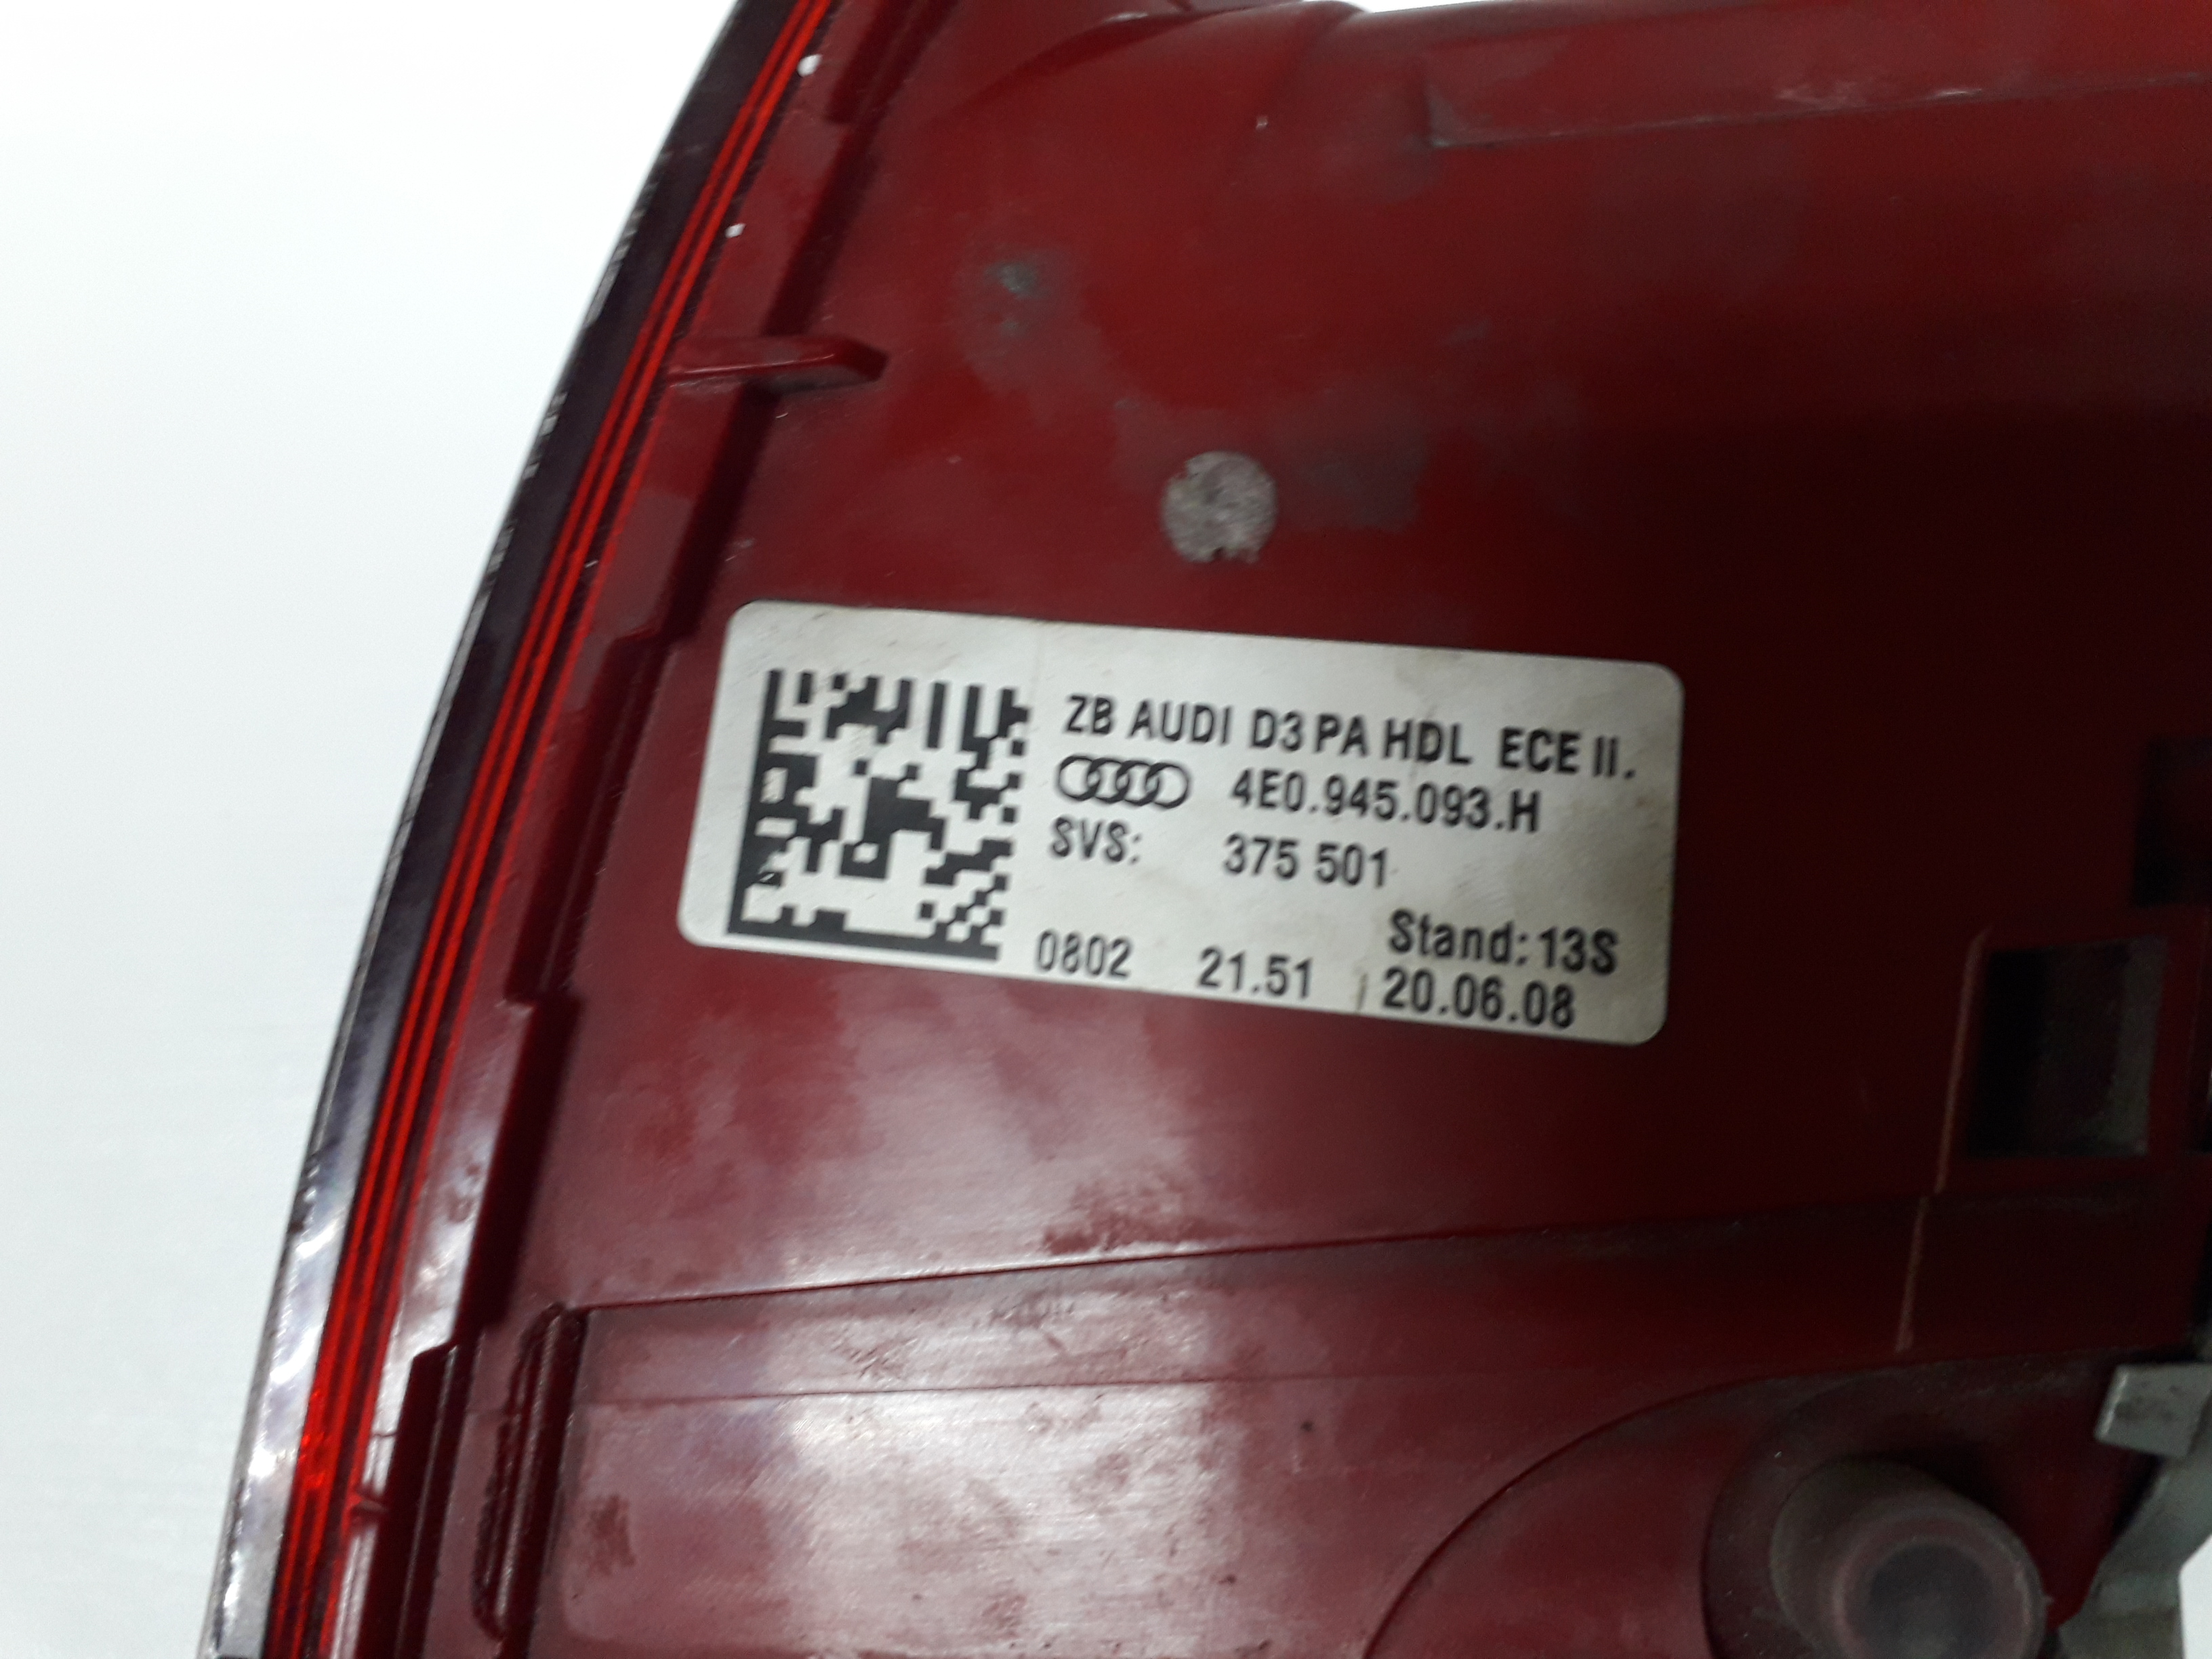 ZB AUDI D3 PA HDL ECE II.
4E0.945.093.H
SVS: 375 501
Stand: 13S
0802 21.51 20.06.08